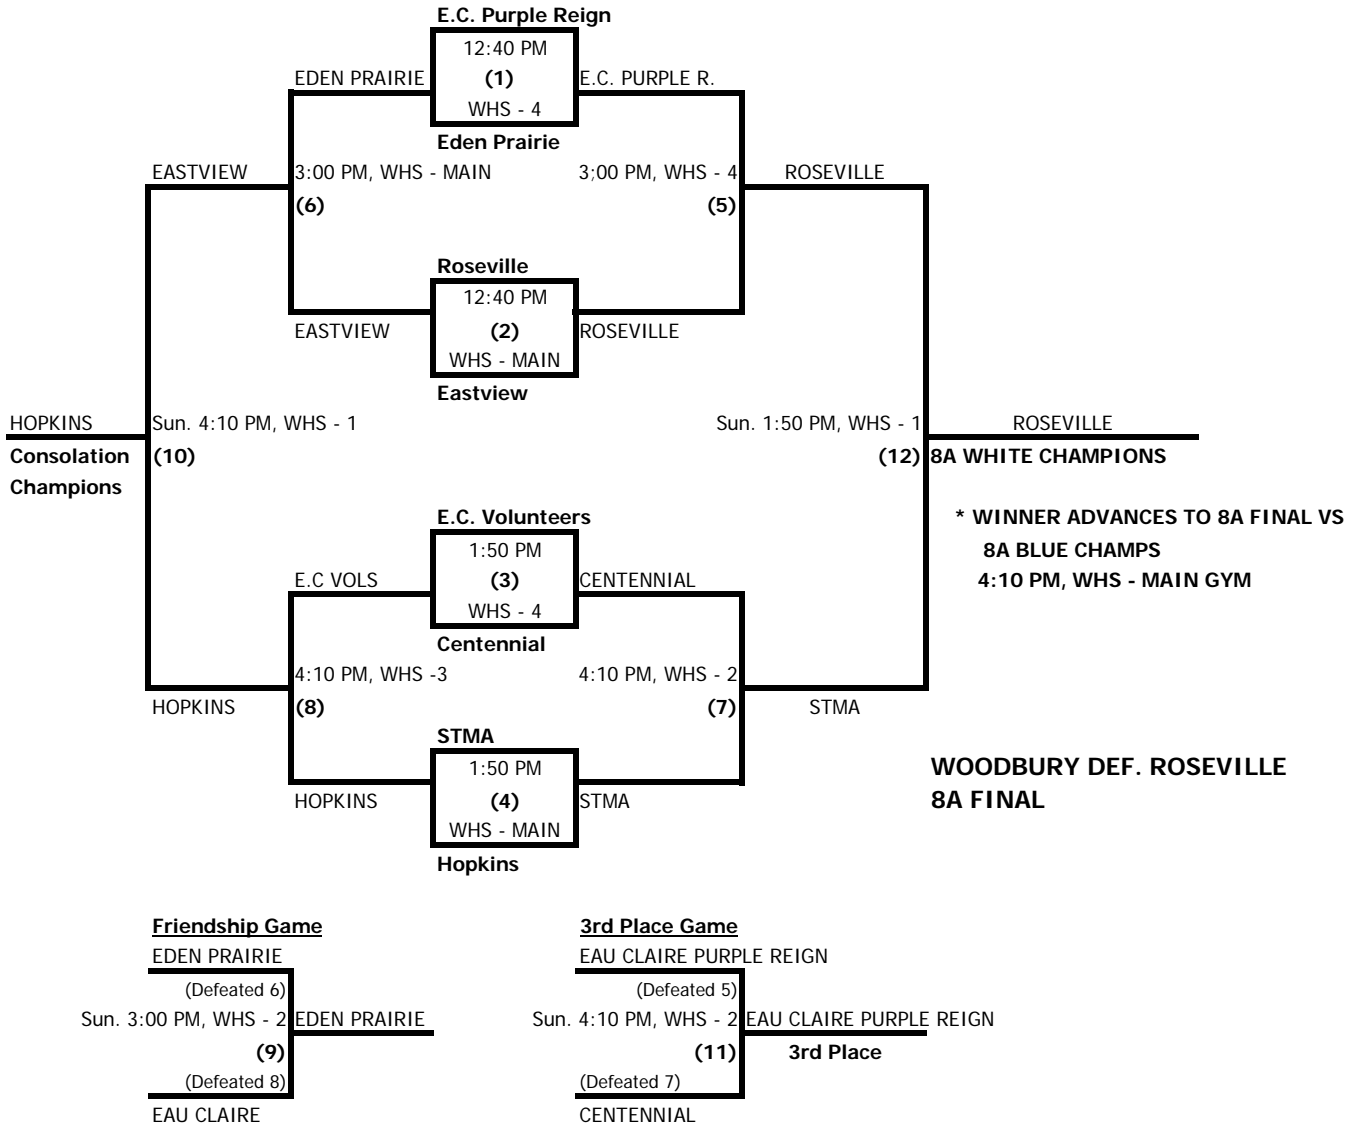 E.C. Purple Reign
12:40 PM
EDEN PRAIRIE (1) E.C. PURPLE R.
WHS - 4
Eden Prairie
EASTVIEW 3:00 PM, WHS - MAIN 3;00 PM, WHS - 4 ROSEVILLE
(6) (5)
Roseville
12:40 PM
EASTVIEW (2) ROSEVILLE
WHS - MAIN
Eastview
HOPKINS Sun. 4:10 PM, WHS - 1 Sun. 1:50 PM, WHS - 1 ROSEVILLE
Consolation (10) (12) 8A WHITE CHAMPIONS
Champions
E.C. Volunteers * WINNER ADVANCES TO 8A FINAL VS
1:50 PM 8A BLUE CHAMPS
E.C VOLS (3) CENTENNIAL 4:10 PM, WHS - MAIN GYM
WHS - 4
Centennial
4:10 PM, WHS -3 4:10 PM, WHS - 2
HOPKINS (8) (7) STMA
STMA
1:50 PM WOODBURY DEF. ROSEVILLE
HOPKINS (4) STMA 8A FINAL
WHS - MAIN
Hopkins
Friendship Game 3rd Place Game
EDEN PRAIRIE EAU CLAIRE PURPLE REIGN
(Defeated 6) (Defeated 5)
Sun. 3:00 PM, WHS - 2 EDEN PRAIRIE Sun. 4:10 PM, WHS - 2 EAU CLAIRE PURPLE REIGN
(9) (11) 3rd Place
(Defeated 8) (Defeated 7)
EAU CLAIRE CENTENNIAL